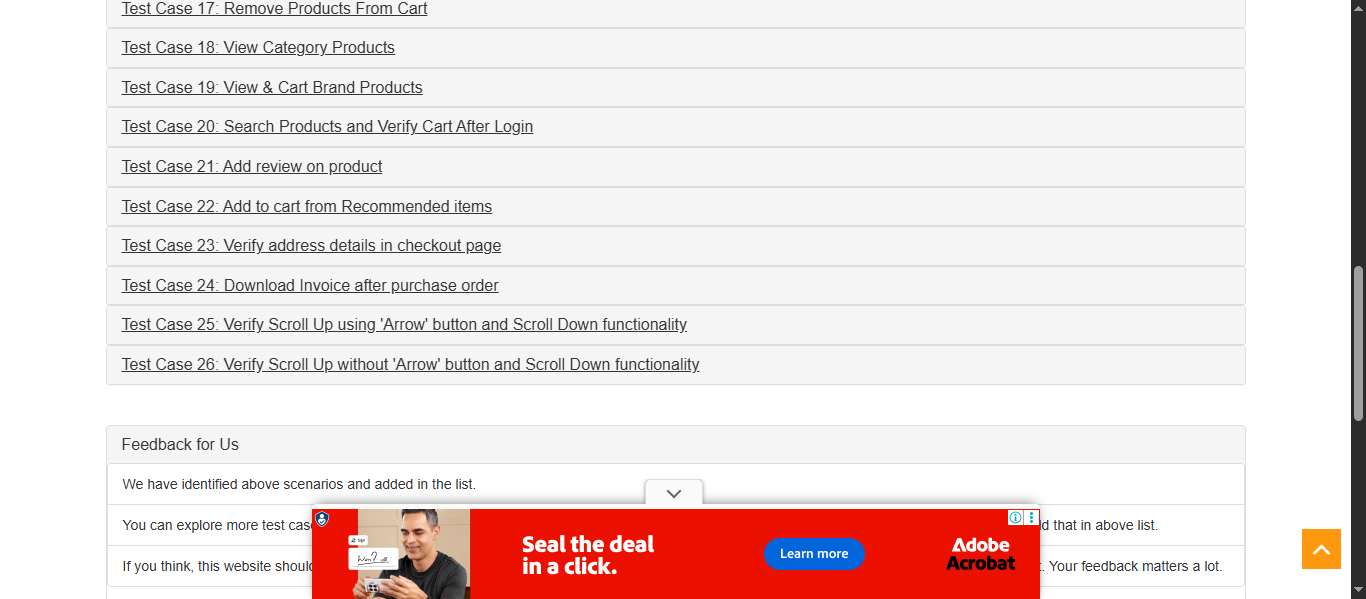 Test Case 17: Remove Products From Cart
Test Case 18: View Category Products
Test Case 19: View & Cart Brand Products
Test Case 20: Search Products and Verify Cart After Login
Test Case 21: Add review on product
Test Case 22: Add to cart from Recommended items
Test Case 23: Verify address details in checkout page
Test Case 24: Download Invoice after purchase order
Test Case 25: Verify Scroll Up using 'Arrow' button and Scroll Down functionality
Test Case 26: Verify Scroll Up without 'Arrow' button and Scroll Down functionality
Feedback for Us
We have identified above scenarios and added in the list.
You can explore more test
that in above list.
If you think, this website
Your feedback matters a lot.
Seal the deal
in a click.
Learn more
Adobe
Acrobat